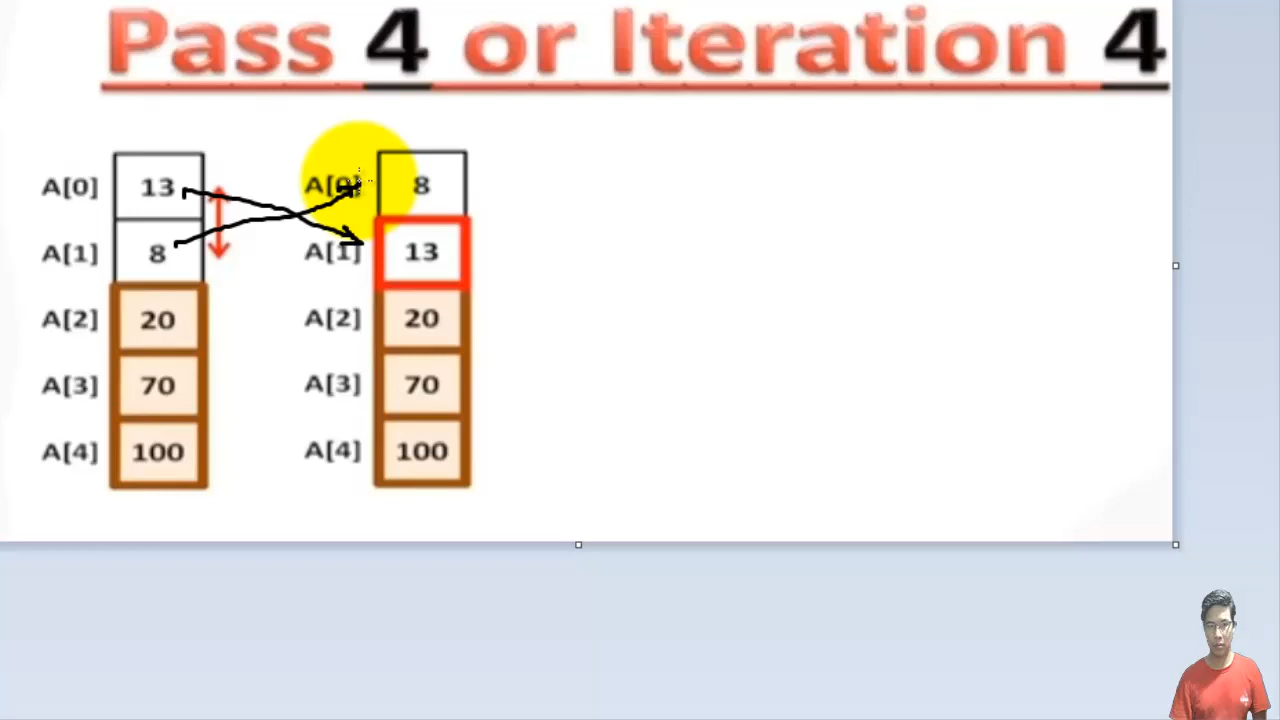 Pass 4 or Iteration 4
A[0] 13 A[0] 8
A[1] 8 A[1] 13
A[2] 20 A[2] 20
A[3] 70 A[3] 70
A[4] 100 A[4] 100